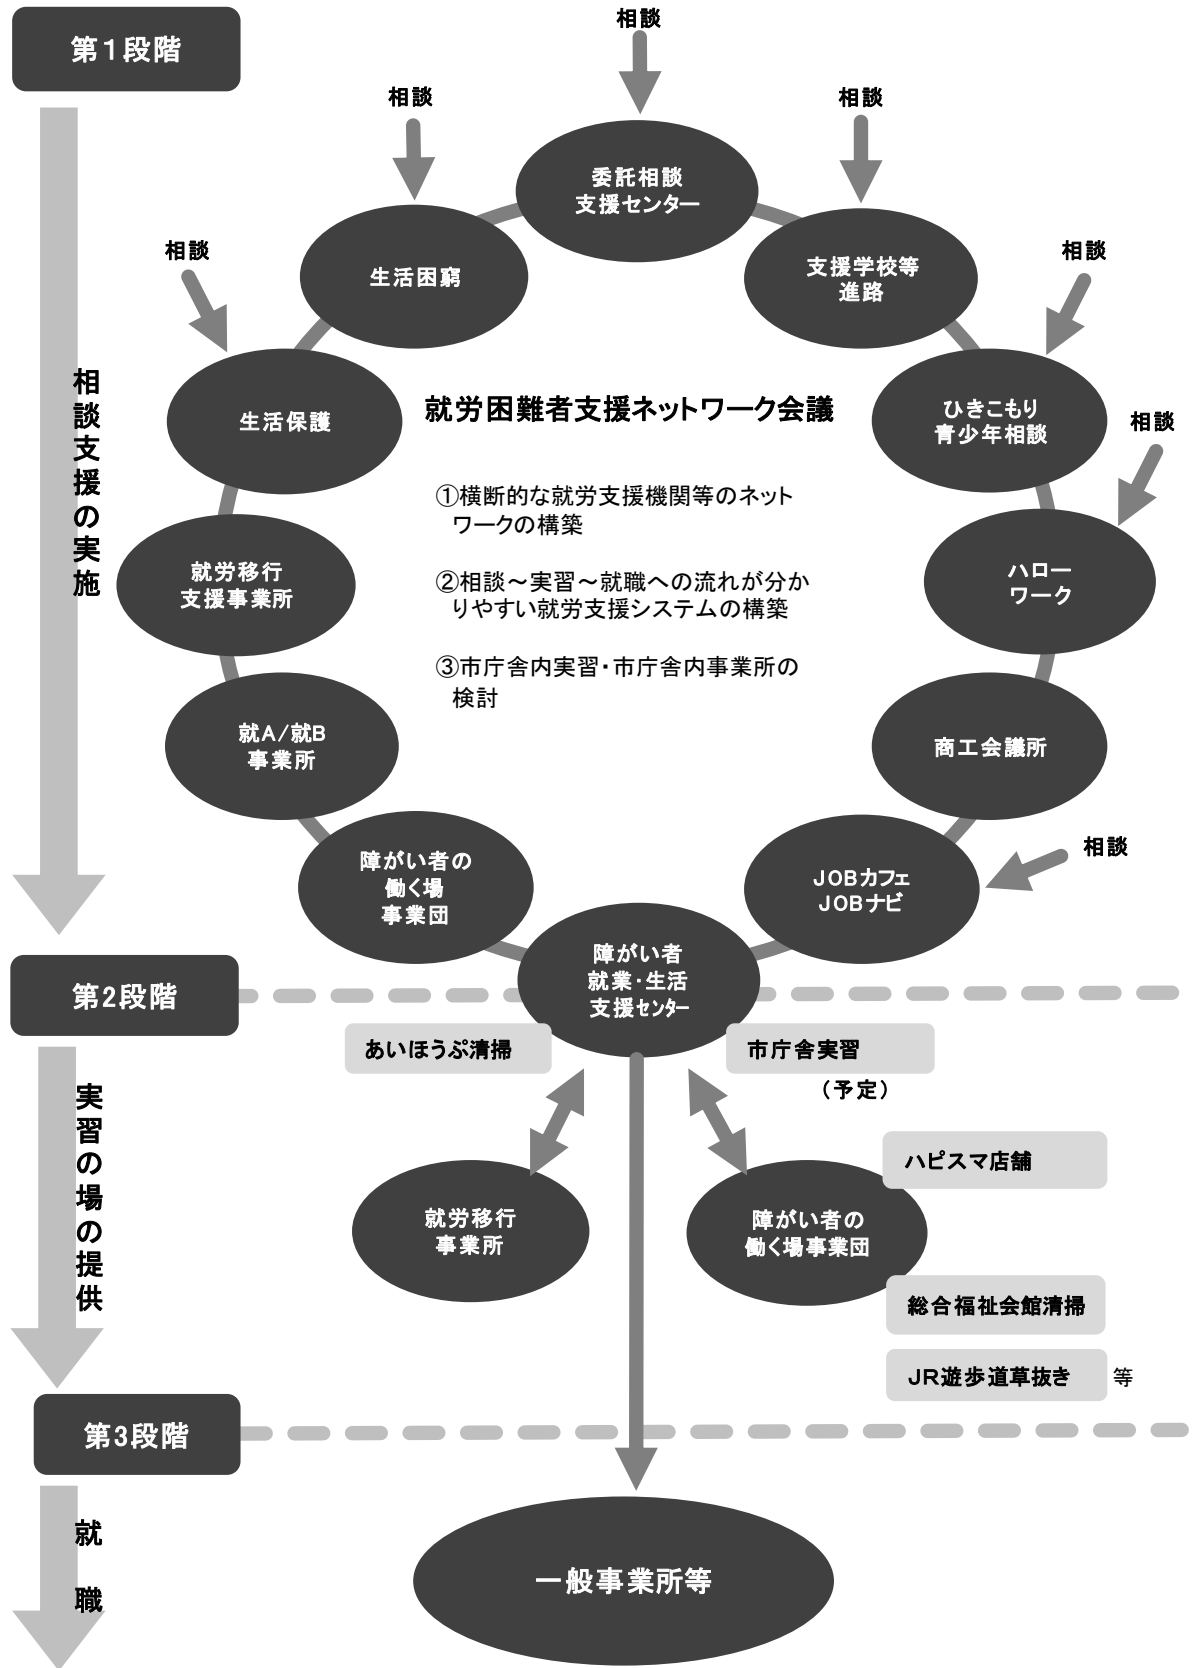 第１段階
相談
相談
相談
委託相談
支援センター
生活困窮
支援学校等
進路
相談
相談
生活保護
ひきこもり
青少年相談
相談
就労困難者支援ネットワーク会議
①横断的な就労支援機関等のネット
ワークの構築
②相談～実習～就職への流れが分か
りやすい就労支援システムの構築
③市庁舎内実習・市庁舎内事業所の
検討
相談支援の実施
就労移行
支援事業所
ハロー
ワーク
就Ａ/就Ｂ
事業所
商工会議所
障がい者の
働く場
事業団
相談
JOBカフェ
JOBナビ
障がい者
就業・生活
支援センター
第2段階
あいほうぷ清掃
市庁舎実習
（予定）
実習の場の提供
就労移行
事業所
障がい者の
働く場事業団
ハピスマ店舗
総合福祉会館清掃
ＪＲ遊歩道草抜き 等
第3段階
就職
一般事業所等